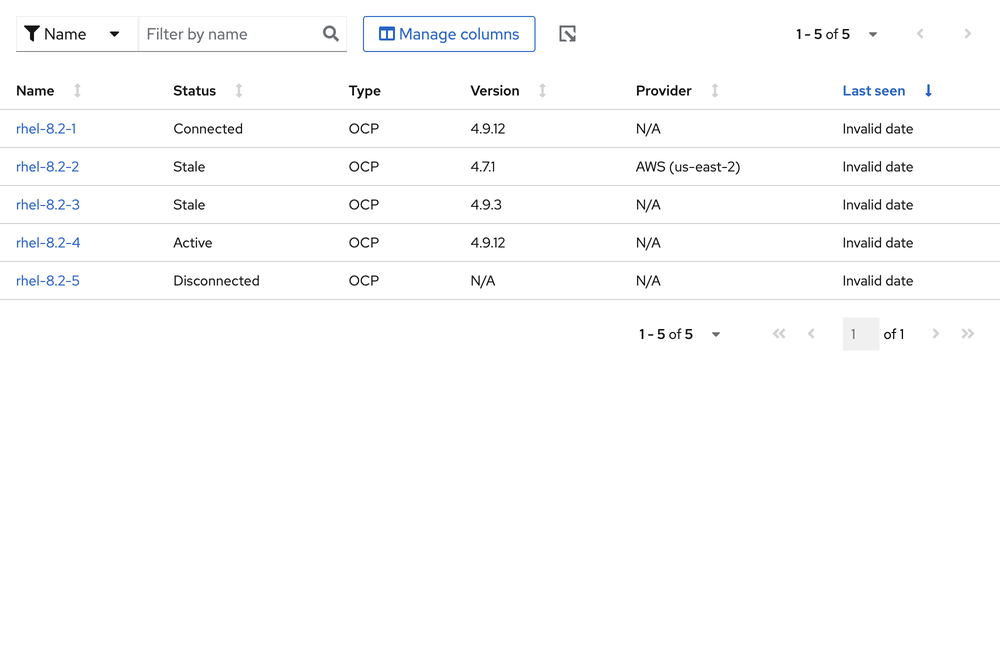 Name Filter by name Manage columns 1 - 5 of 5
Name Status Type Version Provider Last seen
rhel-8.2-1 Connected OCP 4.9.12 N/A Invalid date
rhel-8.2-2 Stale OCP 4.7.1 AWS (us-east-2) Invalid date
rhel-8.2-3 Stale OCP 4.9.3 N/A Invalid date
rhel-8.2-4 Active OCP 4.9.12 N/A Invalid date
rhel-8.2-5 Disconnected OCP N/A N/A Invalid date
1 - 5 of 5 1 of 1